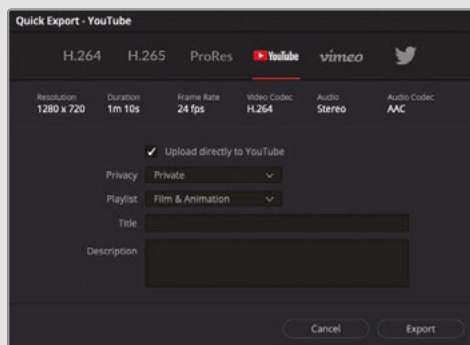 Quick Export - YouTube
H.264 H.265 ProRes YouTube vimeo
Resolution Duration Frame Rate Video Codec Audio Audio Codec
1280 x 720 1m 10s 24 fps H.264 Stereo AAC
Upload directly to YouTube
Privacy Private
Playlist Film & Animation
Title
Description
Cancel Export